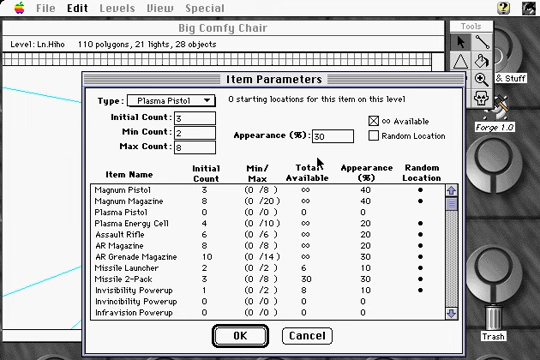 File Edit Levels View Special
Big Comfy Chair
Level: Ln.Hiho 110 polygons, 21 lights, 28 objects
Tools
Item Parameters
Type: Plasma Pistol 0 starting locations for this item on this level
Initial Count: 3
Min Count: 2
Max Count: 8
Appearance (%): 30
∞ Available
Random Location
Item Name Initial Count Min/ Max Total Available Appearance (%) Random Location
Magnum Pistol 3 (0 /8 ) ∞ 40 •
Magnum Magazine 8 (0 /20 ) ∞ 40 •
Plasma Pistol 0 (0 /0 ) 0 0
Plasma Energy Cell 4 (0 /10 ) ∞ 20 •
Assault Rifle 6 (0 /6 ) ∞ 20 •
AR Magazine 8 (0 /8 ) ∞ 20 •
AR Grenade Magazine 10 (0 /14 ) ∞ 30 •
Missile Launcher 2 (0 /2 ) 6 10 •
Missile 2-Pack 3 (0 /8 ) 30 30 •
Invisibility Powerup 1 (0 /2 ) 8 10 •
Invincibility Powerup 0 (0 /0 ) 0 0
Infravision Powerup 0 (0 /0 ) 0 0
OK Cancel
& Stuff
Forge 1.0
Trash